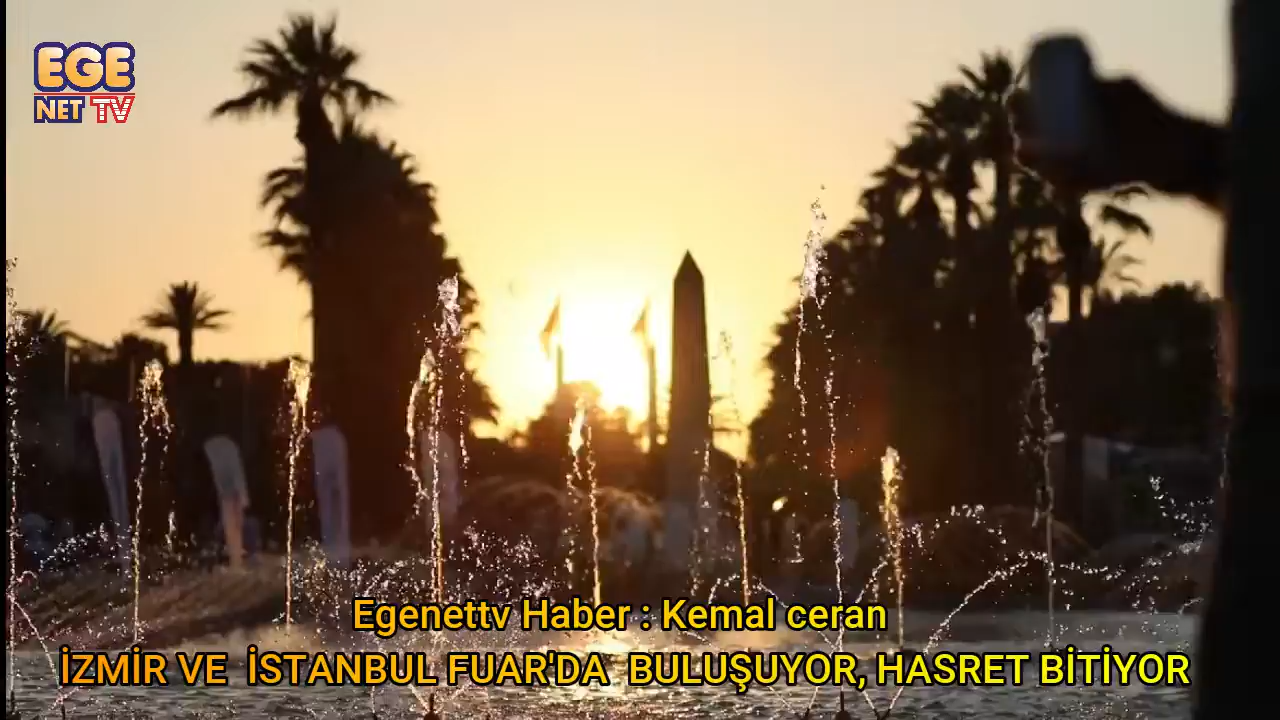 EGE
NET TV
Egenettv Haber : Kemal ceran
İZMİR VE  İSTANBUL FUAR'DA  BULUŞUYOR, HASRET BİTİYOR